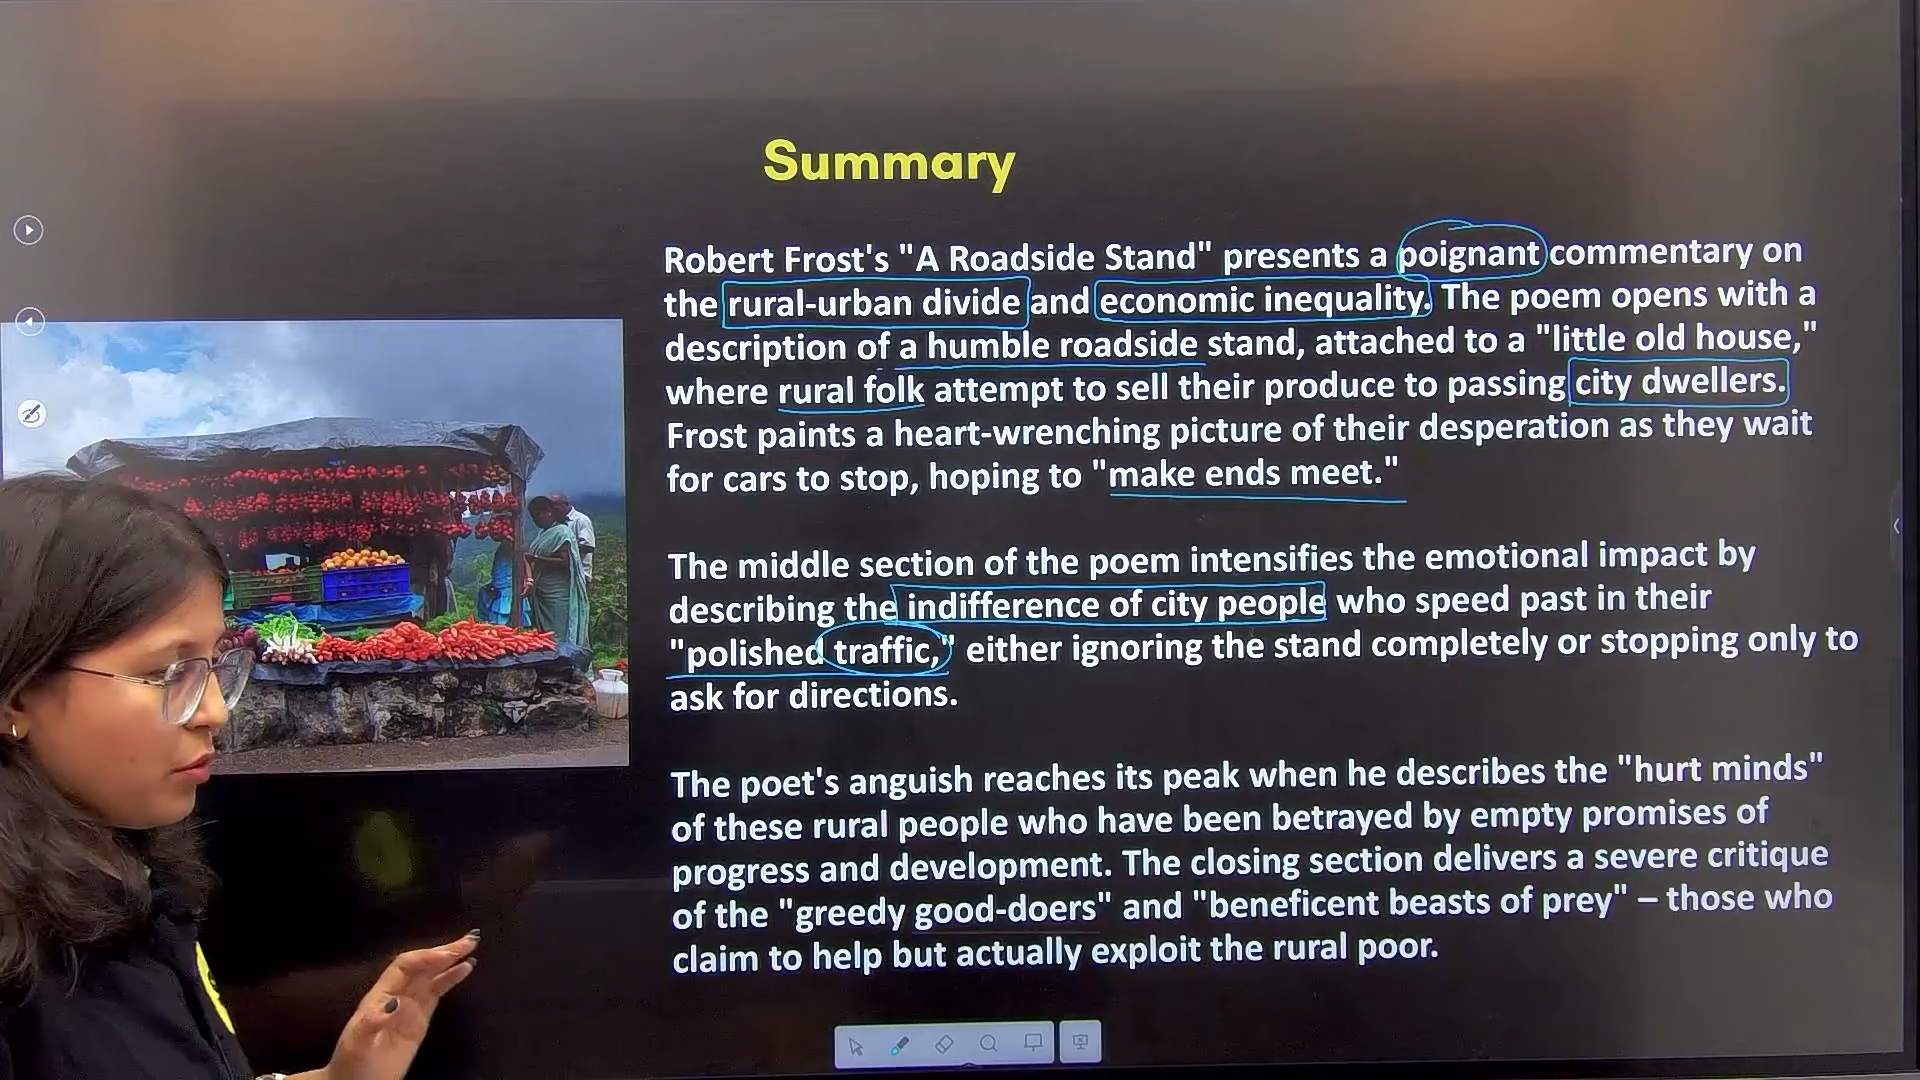 Summary
Robert Frost's "A Roadside Stand" presents a poignant commentary on
the rural-urban divide and economic inequality. The poem opens with a
description of a humble roadside stand, attached to a "little old house,"
where rural folk attempt to sell their produce to passing city dwellers.
Frost paints a heart-wrenching picture of their desperation as they wait
for cars to stop, hoping to "make ends meet."
The middle section of the poem intensifies the emotional impact by
describing the indifference of city people who speed past in their
"polished traffic," either ignoring the stand completely or stopping only to
ask for directions.
The poet's anguish reaches its peak when he describes the "hurt minds"
of these rural people who have been betrayed by empty promises of
progress and development. The closing section delivers a severe critique
of the "greedy good-doers" and "beneficent beasts of prey" – those who
claim to help but actually exploit the rural poor.